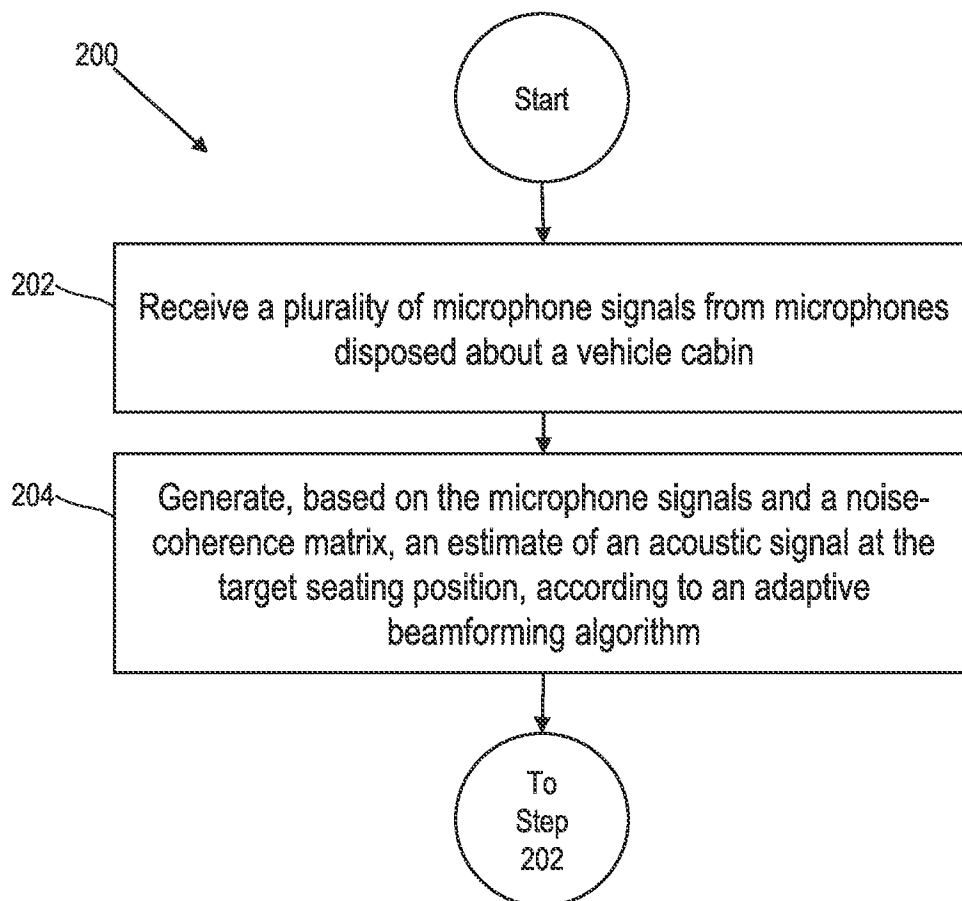 200
Start
202
Receive a plurality of microphone signals from microphones
disposed about a vehicle cabin
204
Generate, based on the microphone signals and a noise-
coherence matrix, an estimate of an acoustic signal at the
target seating position, according to an adaptive
beamforming algorithm
To
Step
202